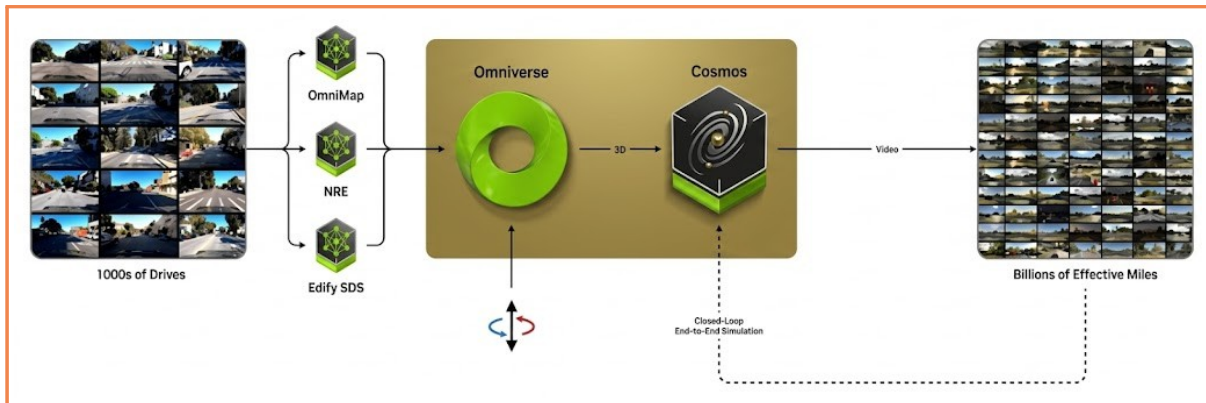 1000s of Drives
OmniMap
NRE
Edify SDS
Omniverse
3D
Cosmos
Video
Closed-Loop
End-to-End Simulation
Billions of Effective Miles